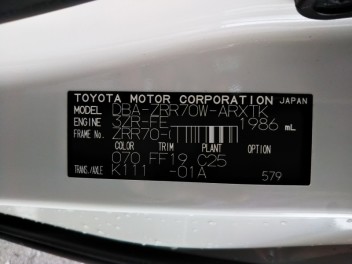 TOYOTA MOTOR CORPORATION JAPAN
MODEL DBA-ZRR70W-ARXTK
ENGINE 3ZR-FE 1986 mL
FRAME No. ZRR70-
COLOR TRIM PLANT OPTION
070 FF19 C25
TRANS./AXLE K111 -01A
579